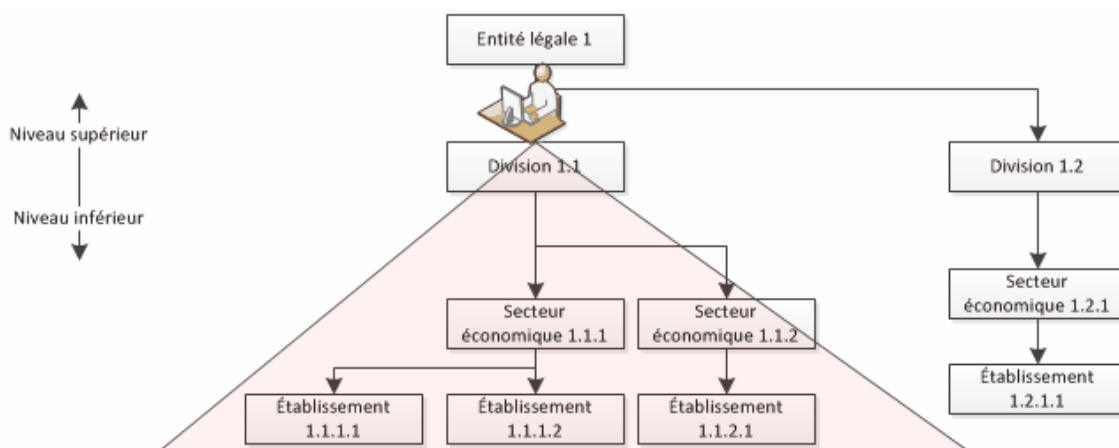 Entité légale 1
Niveau supérieur
Niveau inférieur
Division 1.1
Division 1.2
Secteur
économique 1.1.1
Secteur
économique 1.1.2
Secteur
économique 1.2.1
Établissement
1.1.1.1
Établissement
1.1.1.2
Établissement
1.1.2.1
Établissement
1.2.1.1